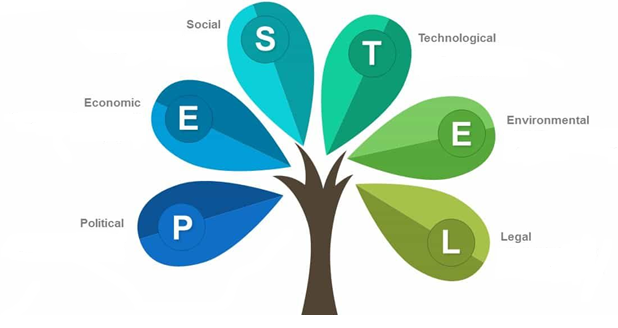 Political
P
Economic
E
Social
S
T
Technological
E
Environmental
L
Legal